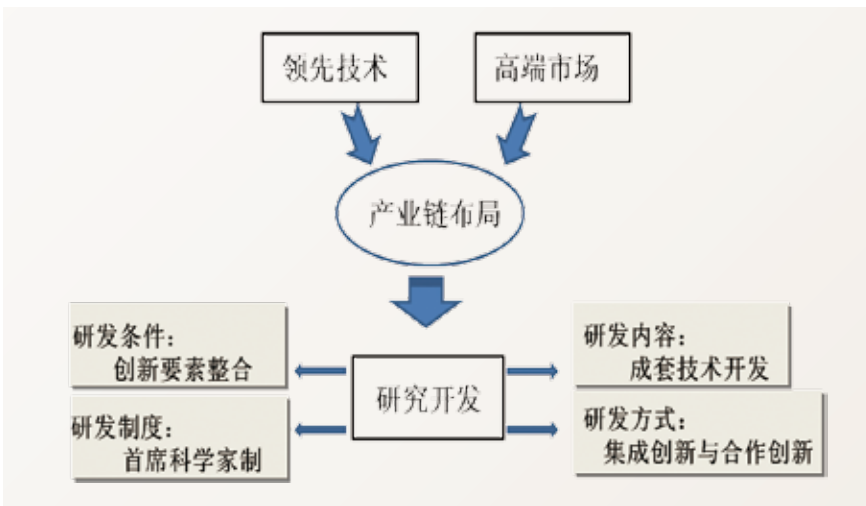 领先技术
高端市场
产业链布局
研发条件：
创新要素整合
研发内容：
成套技术开发
研究开发
研发制度：
首席科学家制
研发方式：
集成创新与合作创新